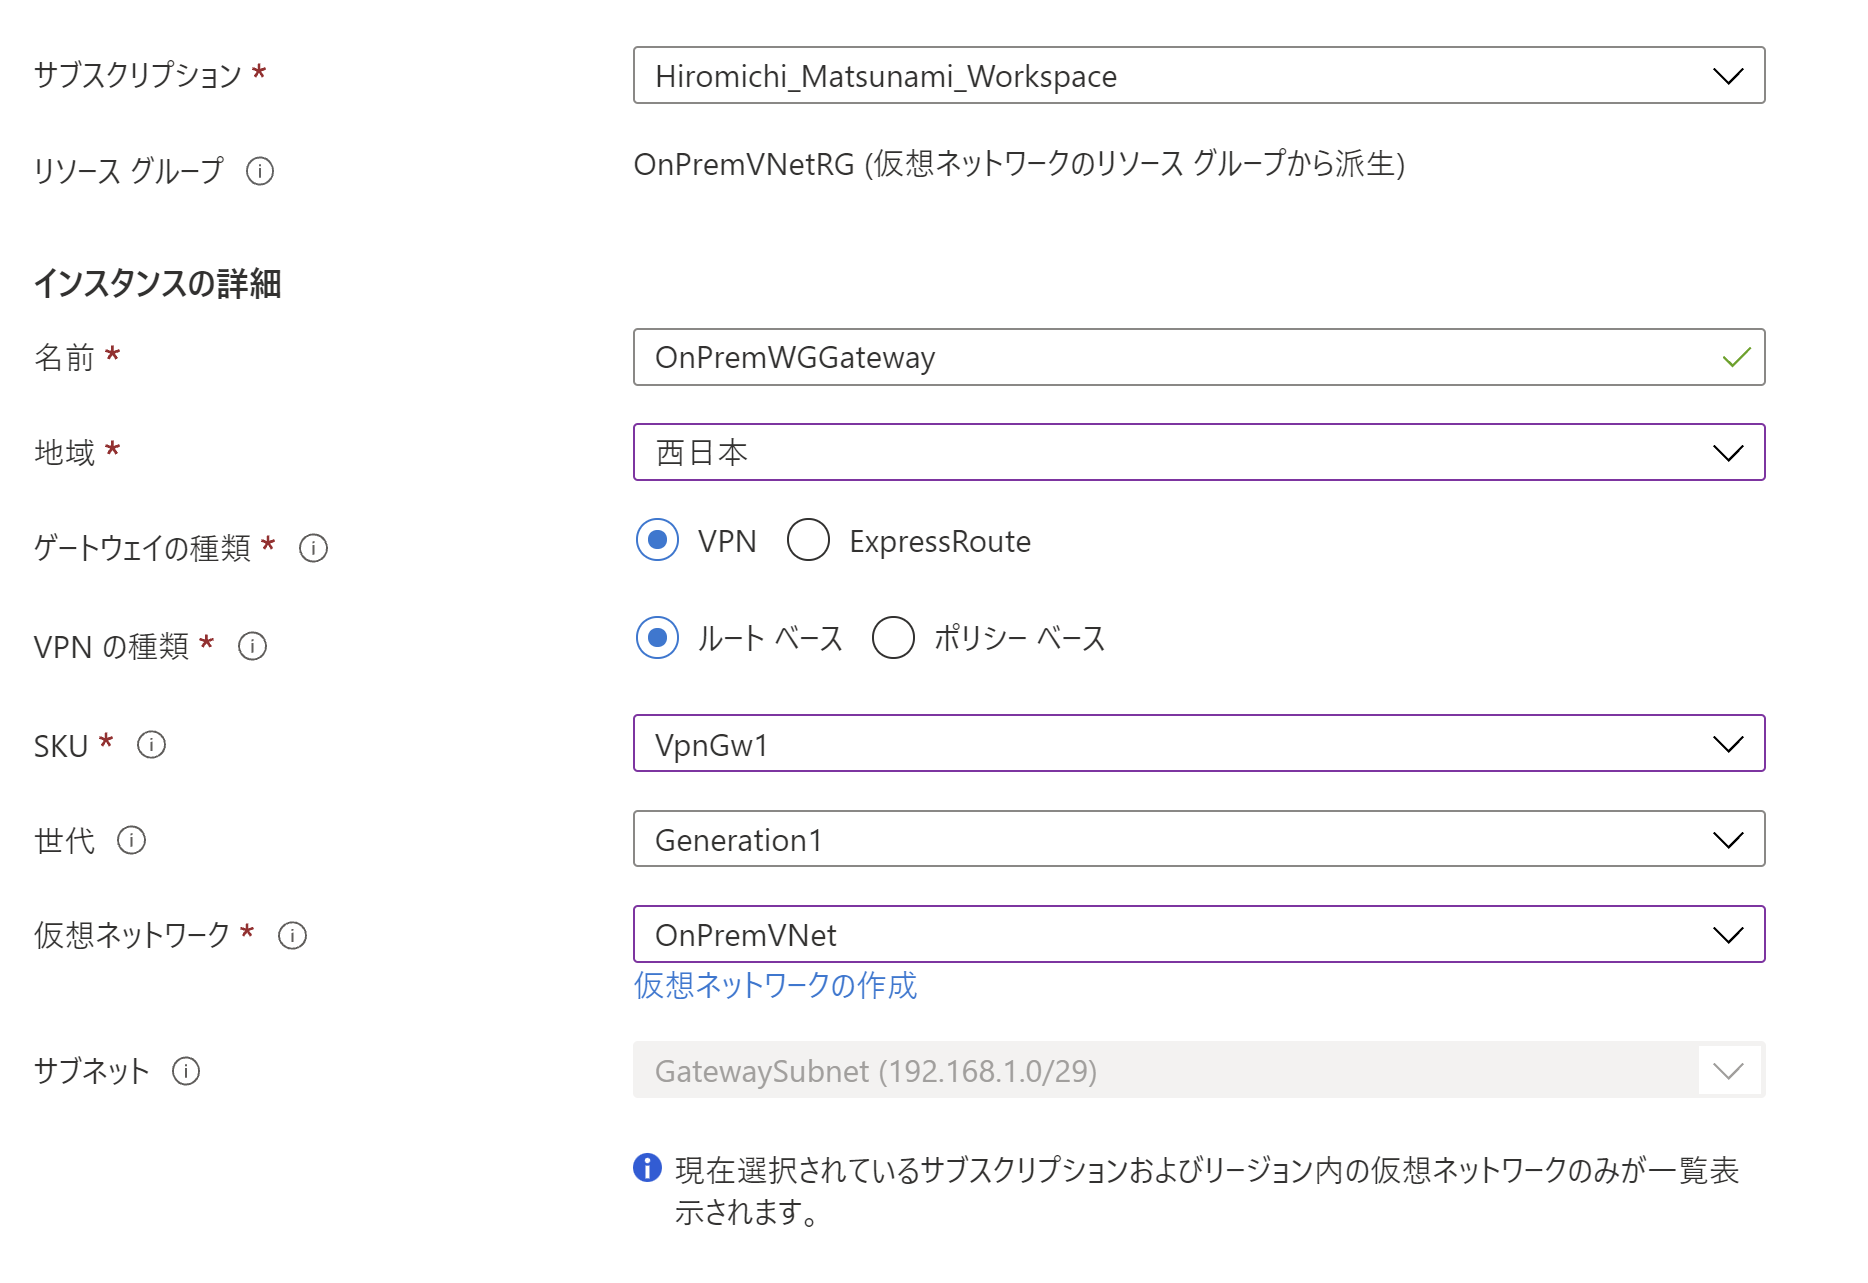 サブスクリプション * Hiromichi_Matsunami_Workspace
リソース グループ OnPremVNetRG (仮想ネットワークのリソース グループから派生)
インスタンスの詳細
名前 * OnPremWGGateway
地域 * 西日本
ゲートウェイの種類 * VPN ExpressRoute
VPN の種類 * ルート ベース ポリシー ベース
SKU * VpnGw1
世代 Generation1
仮想ネットワーク * OnPremVNet
仮想ネットワークの作成
サブネット GatewaySubnet (192.168.1.0/29)
現在選択されているサブスクリプションおよびリージョン内の仮想ネットワークのみが一覧表
示されます。